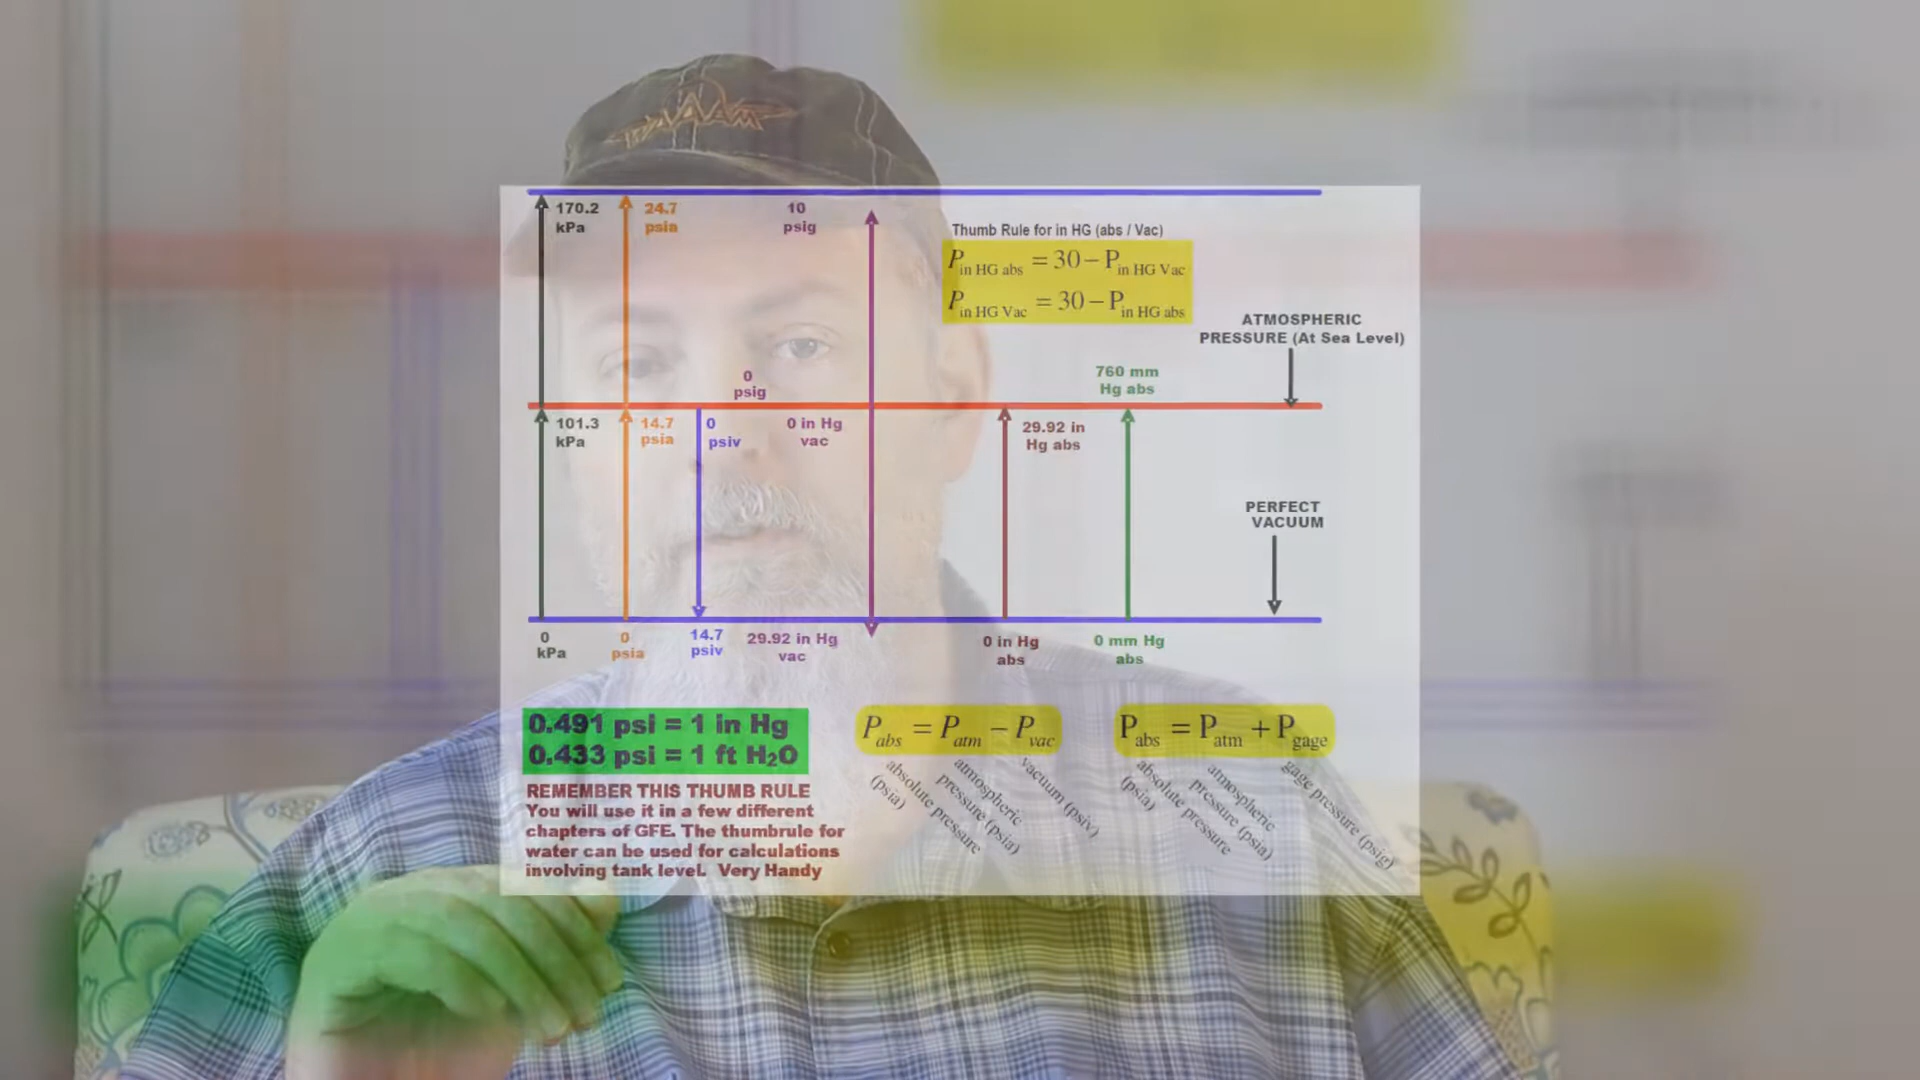 170.2
kPa
24.7
psia
10
psig
Thumb Rule for in HG (abs / Vac)
P in HG abs = 30 – P in HG Vac
P in HG Vac = 30 – P in HG abs
ATMOSPHERIC
PRESSURE (At Sea Level)
0
psig
760 mm
Hg abs
101.3
kPa
14.7
psia
0
psiv
0 in Hg
vac
29.92 in
Hg abs
PERFECT
VACUUM
0
kPa
0
psia
14.7
psiv
29.92 in Hg
vac
0 in Hg
abs
0 mm Hg
abs
0.491 psi = 1 in Hg
0.433 psi = 1 ft H₂O
REMEMBER THIS THUMB RULE
You will use it in a few different
chapters of GFE. The thumbrule for
water can be used for calculations
involving tank level. Very Handy
P abs = P atm – P vac
absolute pressure
(psia)
atmospheric
pressure (psia)
vacuum (psiv)
P abs = P atm + P gage
absolute pressure
(psia)
atmospheric
pressure (psia)
gage pressure (psig)